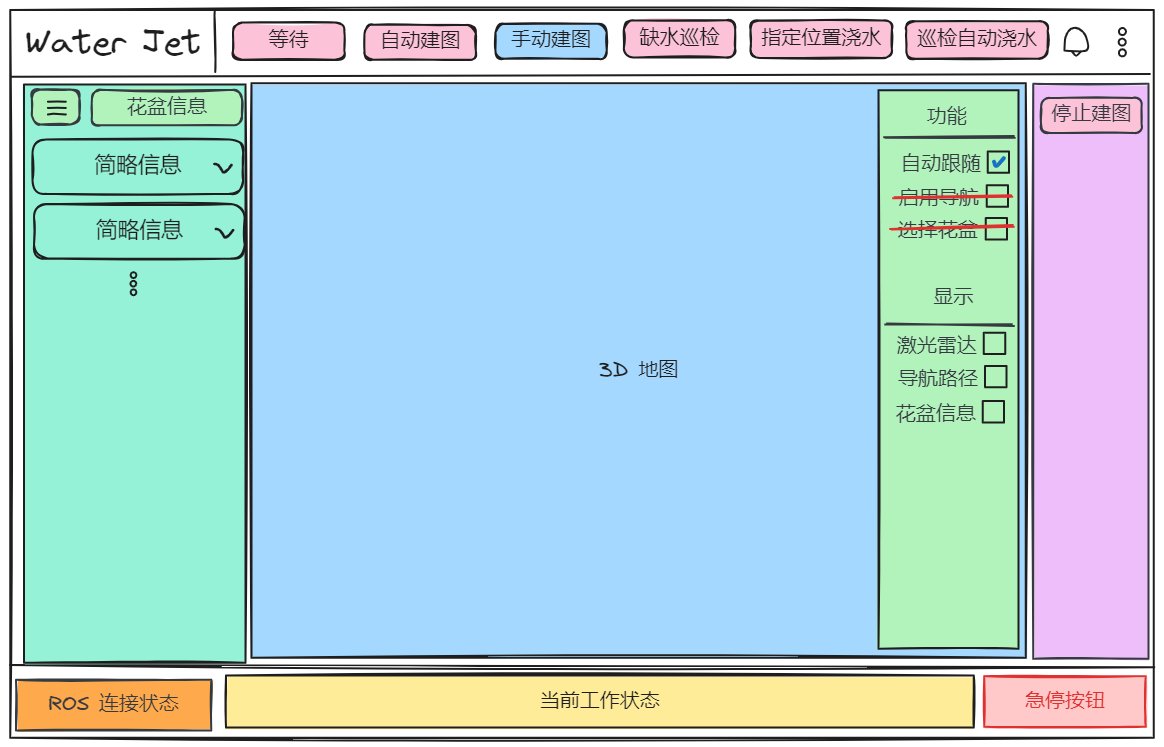 Water Jet
等待
自动建图
手动建图
缺水巡检
指定位置浇水
巡检自动浇水
花盆信息
简略信息
简略信息
3D 地图
功能
自动跟随
启用导航
选择花盆
显示
激光雷达
导航路径
花盆信息
停止建图
ROS 连接状态
当前工作状态
急停按钮